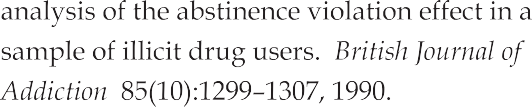 analysis of the abstinence violation effect in a
sample of illicit drug users. British Journal of
Addiction 85(10):1299–1307, 1990.